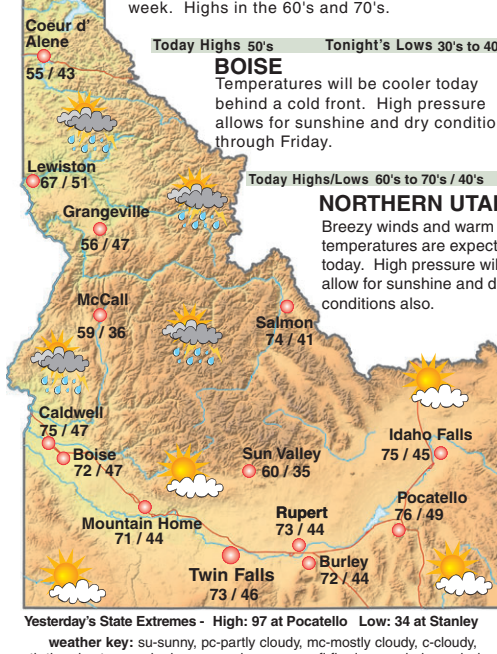 week. Highs in the 60's and 70's.
Coeur d'
Alene
55 / 43
Today Highs 50's Tonight's Lows 30's to 40
BOISE
Temperatures will be cooler today
behind a cold front. High pressure
allows for sunshine and dry conditio
through Friday.
Lewiston
67 / 51
Today Highs/Lows 60's to 70's / 40's
NORTHERN UTAH
Breezy winds and warm
temperatures are expect
today. High pressure wil
allow for sunshine and d
conditions also.
Grangeville
56 / 47
McCall
59 / 36
Salmon
74 / 41
Caldwell
75 / 47
Boise
72 / 47
Sun Valley
60 / 35
Idaho Falls
75 / 45
Pocatello
76 / 49
Mountain Home
71 / 44
Rupert
73 / 44
Burley
72 / 44
Twin Falls
73 / 46
Yesterday's State Extremes - High: 97 at Pocatello Low: 34 at Stanley
weather key: su-sunny, pc-partly cloudy, mc-mostly cloudy, c-cloudy,